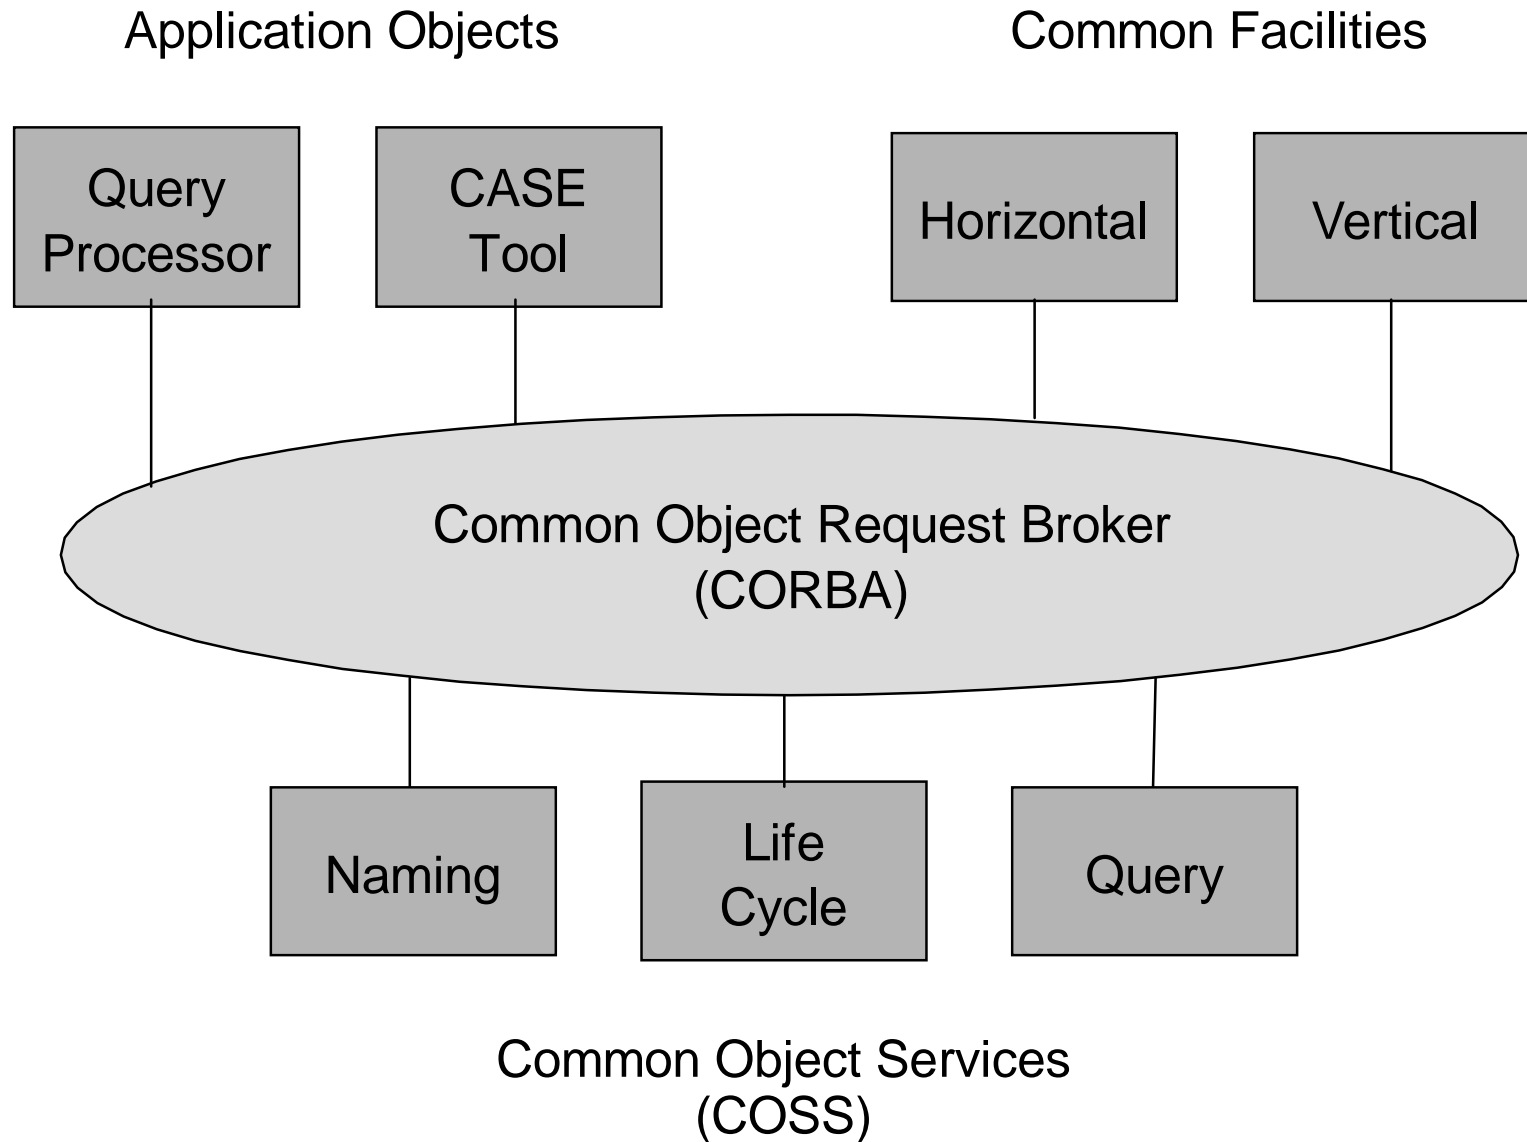 Application Objects
Common Facilities
Query
Processor
CASE
Tool
Horizontal
Vertical
Common Object Request Broker
(CORBA)
Naming
Life
Cycle
Query
Common Object Services
(COSS)